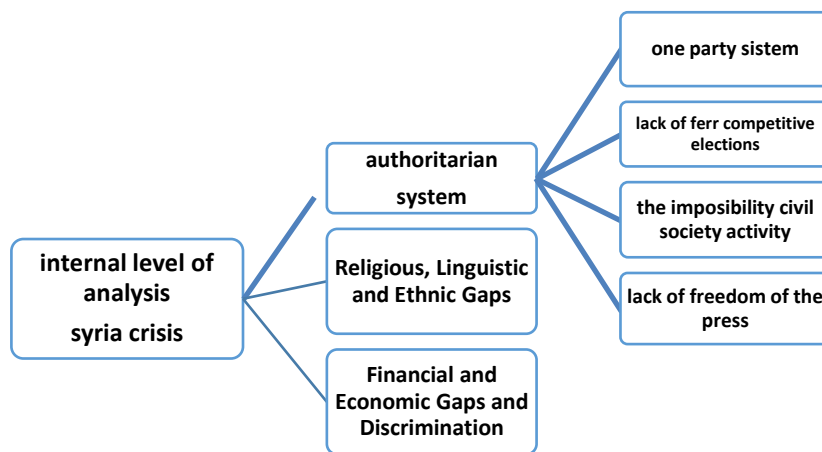 internal level of
analysis
syria crisis
authoritarian
system
Religious, Linguistic
and Ethnic Gaps
Financial and
Economic Gaps and
Discrimination
one party sistem
lack of ferr competitive
elections
the imposibility civil
society activity
lack of freedom of the
press